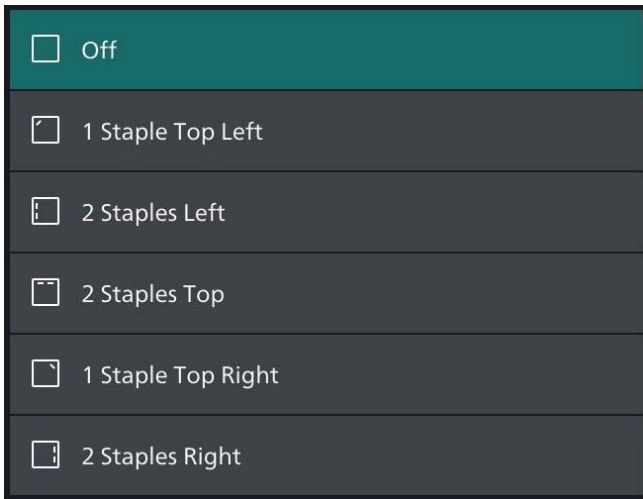 Off
1 Staple Top Left
2 Staples Left
2 Staples Top
1 Staple Top Right
2 Staples Right